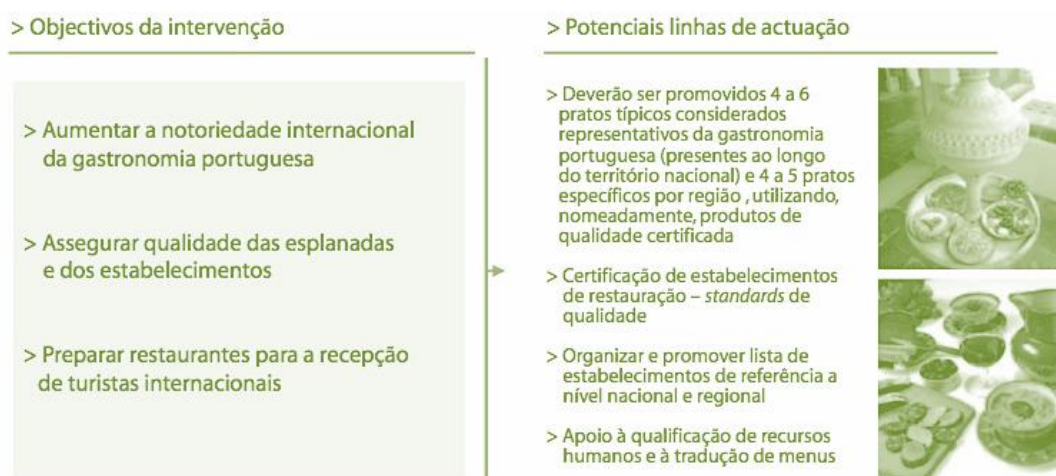 > Objectivos da intervenção
> Aumentar a notoriedade internacional
da gastronomia portuguesa
> Assegurar qualidade das esplanadas
e dos estabelecimentos
> Preparar restaurantes para a recepção
de turistas internacionais
> Potenciais linhas de actuação
> Deverão ser promovidos 4 a 6
pratos típicos considerados
representativos da gastronomia
portuguesa (presentes ao longo
do território nacional) e 4 a 5 pratos
específicos por região , utilizando,
nomeadamente, produtos de
qualidade certificada
> Certificação de estabelecimentos
de restauração – standards de
qualidade
> Organizar e promover lista de
estabelecimentos de referência a
nível nacional e regional
> Apoio à qualificação de recursos
humanos e à tradução de menus